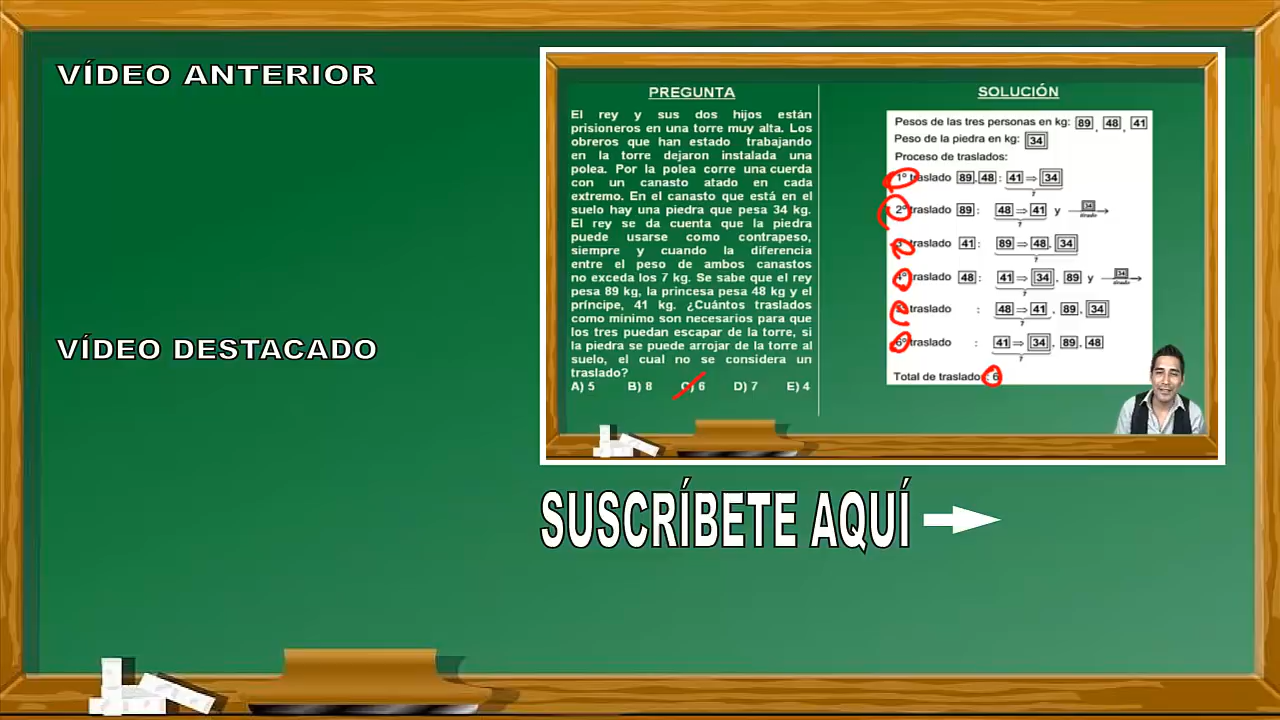 VÍDEO ANTERIOR
VÍDEO DESTACADO
PREGUNTA
El rey y sus dos hijos están
prisioneros en una torre muy alta. Los
obreros que han estado trabajando
en la torre dejaron instalada una
polea. Por la polea corre una cuerda
con un canasto atado en cada
extremo. En el canasto que está en el
suelo hay una piedra que pesa 34 kg.
El rey se da cuenta que la piedra
puede usarse como contrapeso,
siempre y cuando la diferencia
entre el peso de ambos canastos
no exceda los 7 kg. Se sabe que el rey
pesa 89 kg, la princesa pesa 48 kg y el
príncipe, 41 kg. ¿Cuántos traslados
como mínimo son necesarios para que
los tres puedan escapar de la torre, si
la piedra se puede arrojar de la torre al
suelo, el cual no se considera un
traslado?
A) 5 B) 8 C) 6 D) 7 E) 4
SOLUCIÓN
Pesos de las tres personas en kg: 89 , 48 , 41
Peso de la piedra en kg: 34
Proceso de traslados:
1º traslado 89 , 48 : 41 ⇒ 34
7
2º traslado 89 : 48 ⇒ 41 y 34 →
7 tirado
3º traslado 41 : 89 ⇒ 48 , 34
7
4º traslado 48 : 41 ⇒ 34 , 89 y 34 →
7 tirado
traslado : 48 ⇒ 41 , 89 , 34
7
6º traslado : 41 ⇒ 34 , 89 , 48
7
Total de traslado : 6
SUSCRÍBETE AQUÍ